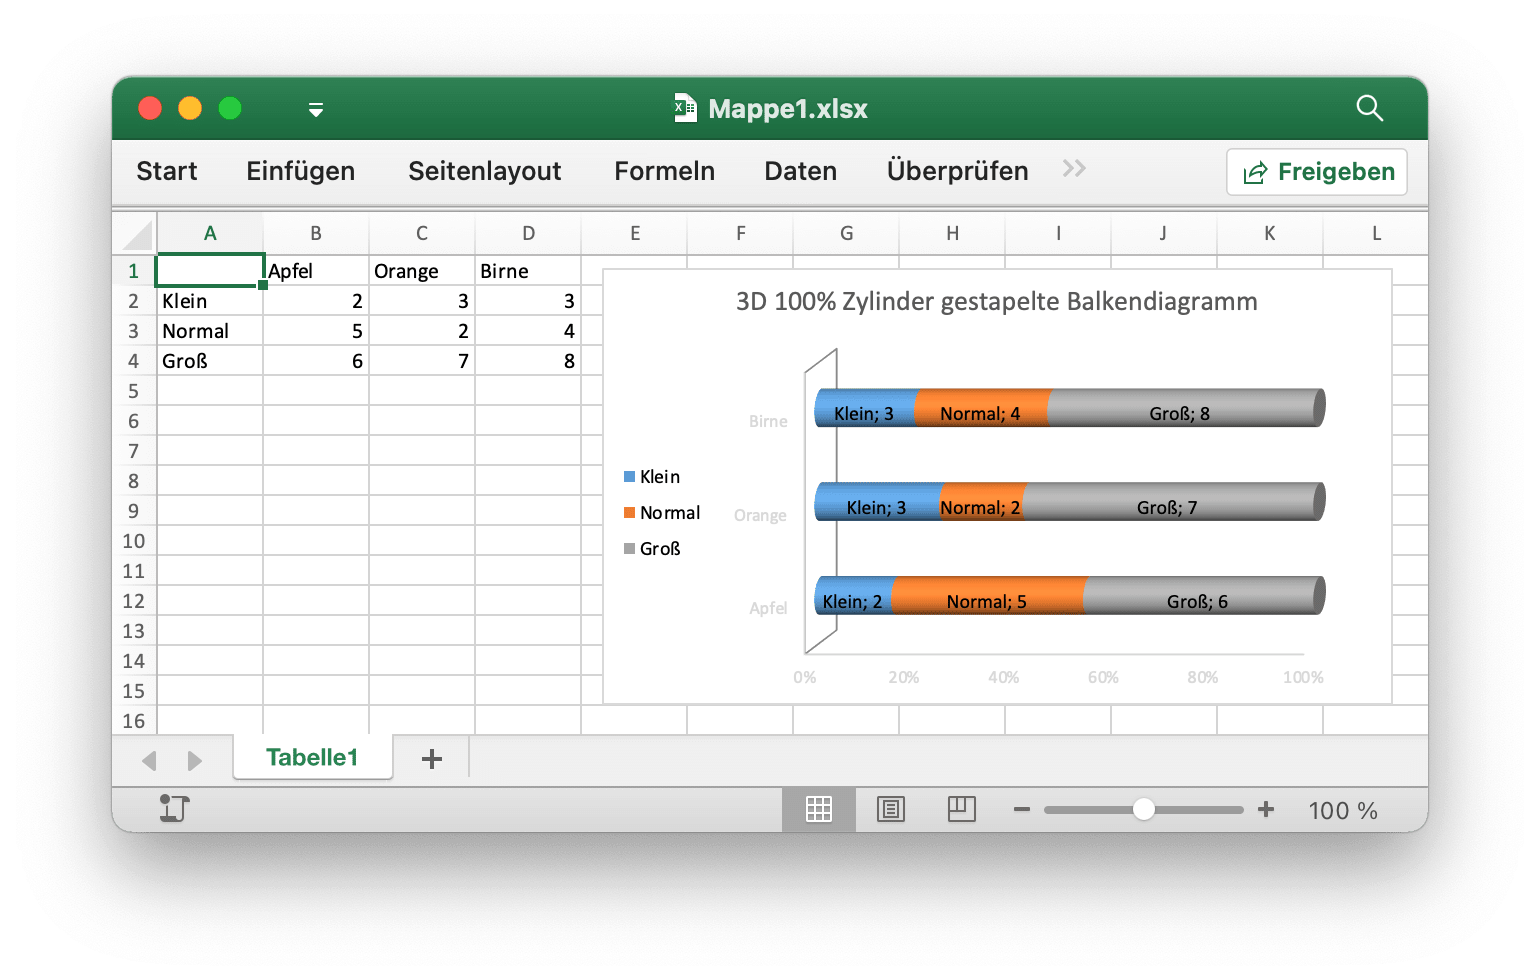 Mappe1.xlsx
Start Einfügen Seitenlayout Formeln Daten Überprüfen Freigeben
A B C D E F G H I J K L
1 Apfel Orange Birne
2 Klein 2 3 3
3 Normal 5 2 4
4 Groß 6 7 8
5
6
7
8
9
10
11
12
13
14
15
16
3D 100% Zylinder gestapelte Balkendiagramm
Birne Klein; 3 Normal; 4 Groß; 8
Orange Klein; 3 Normal; 2 Groß; 7
Apfel Klein; 2 Normal; 5 Groß; 6
0% 20% 40% 60% 80% 100%
Klein
Normal
Groß
Tabelle1
100 %